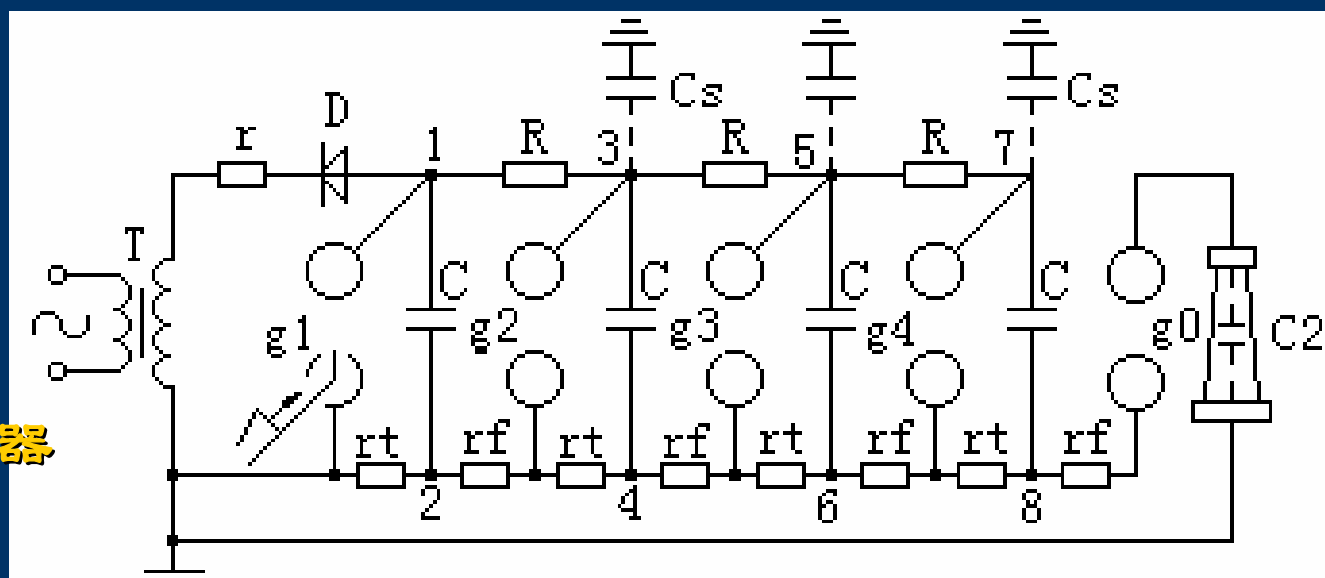 Cs Cs
D
r 1 R 3 R 5 R 7
T
C C C C
g1 g2 g3 g4 g0 C2
器
rt rf rt rf rt rf rt rf
2 4 6 8